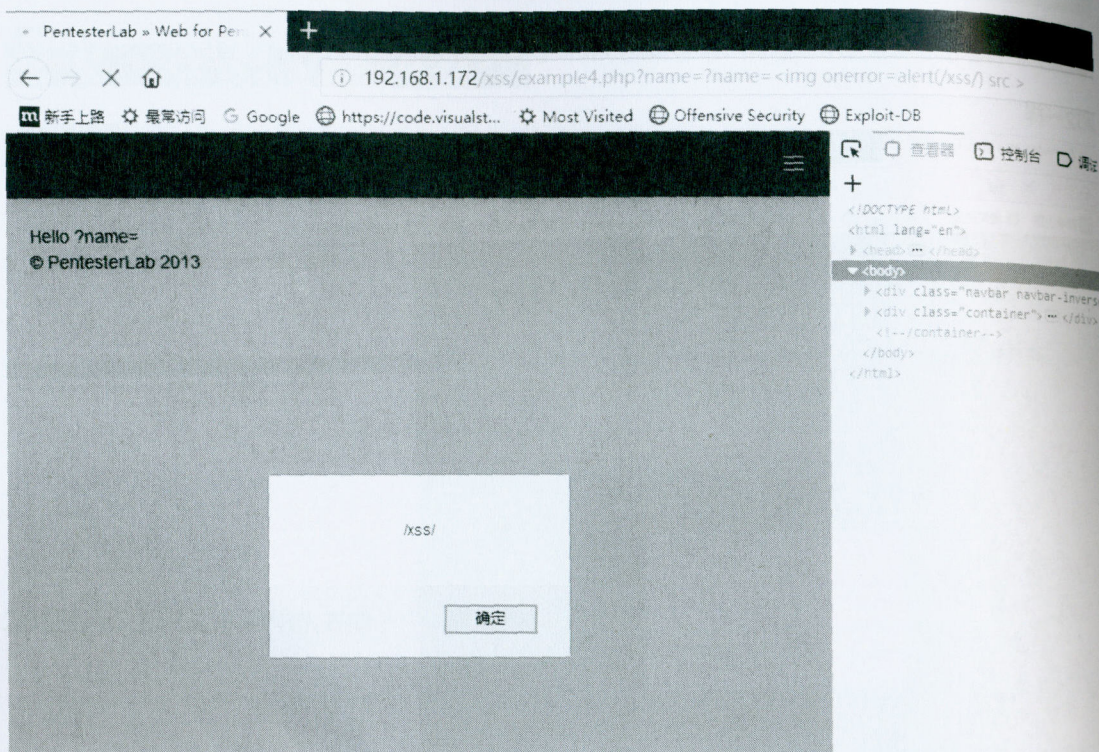 PentesterLab » Web for Pen
192.168.1.172/xss/example4.php?name=?name=<img onerror=alert(/xss/) src >
新手上路 最常访问 Google https://code.visualst... Most Visited Offensive Security Exploit-DB
查看器 控制台
Hello ?name=
© PentesterLab 2013
<!DOCTYPE html>
<html lang="en">
<head> ··· </head>
<body>
<div class="navbar navbar-invers
<div class="container"> ··· </div>
<!--/container-->
</body>
</html>
/xss/
确定